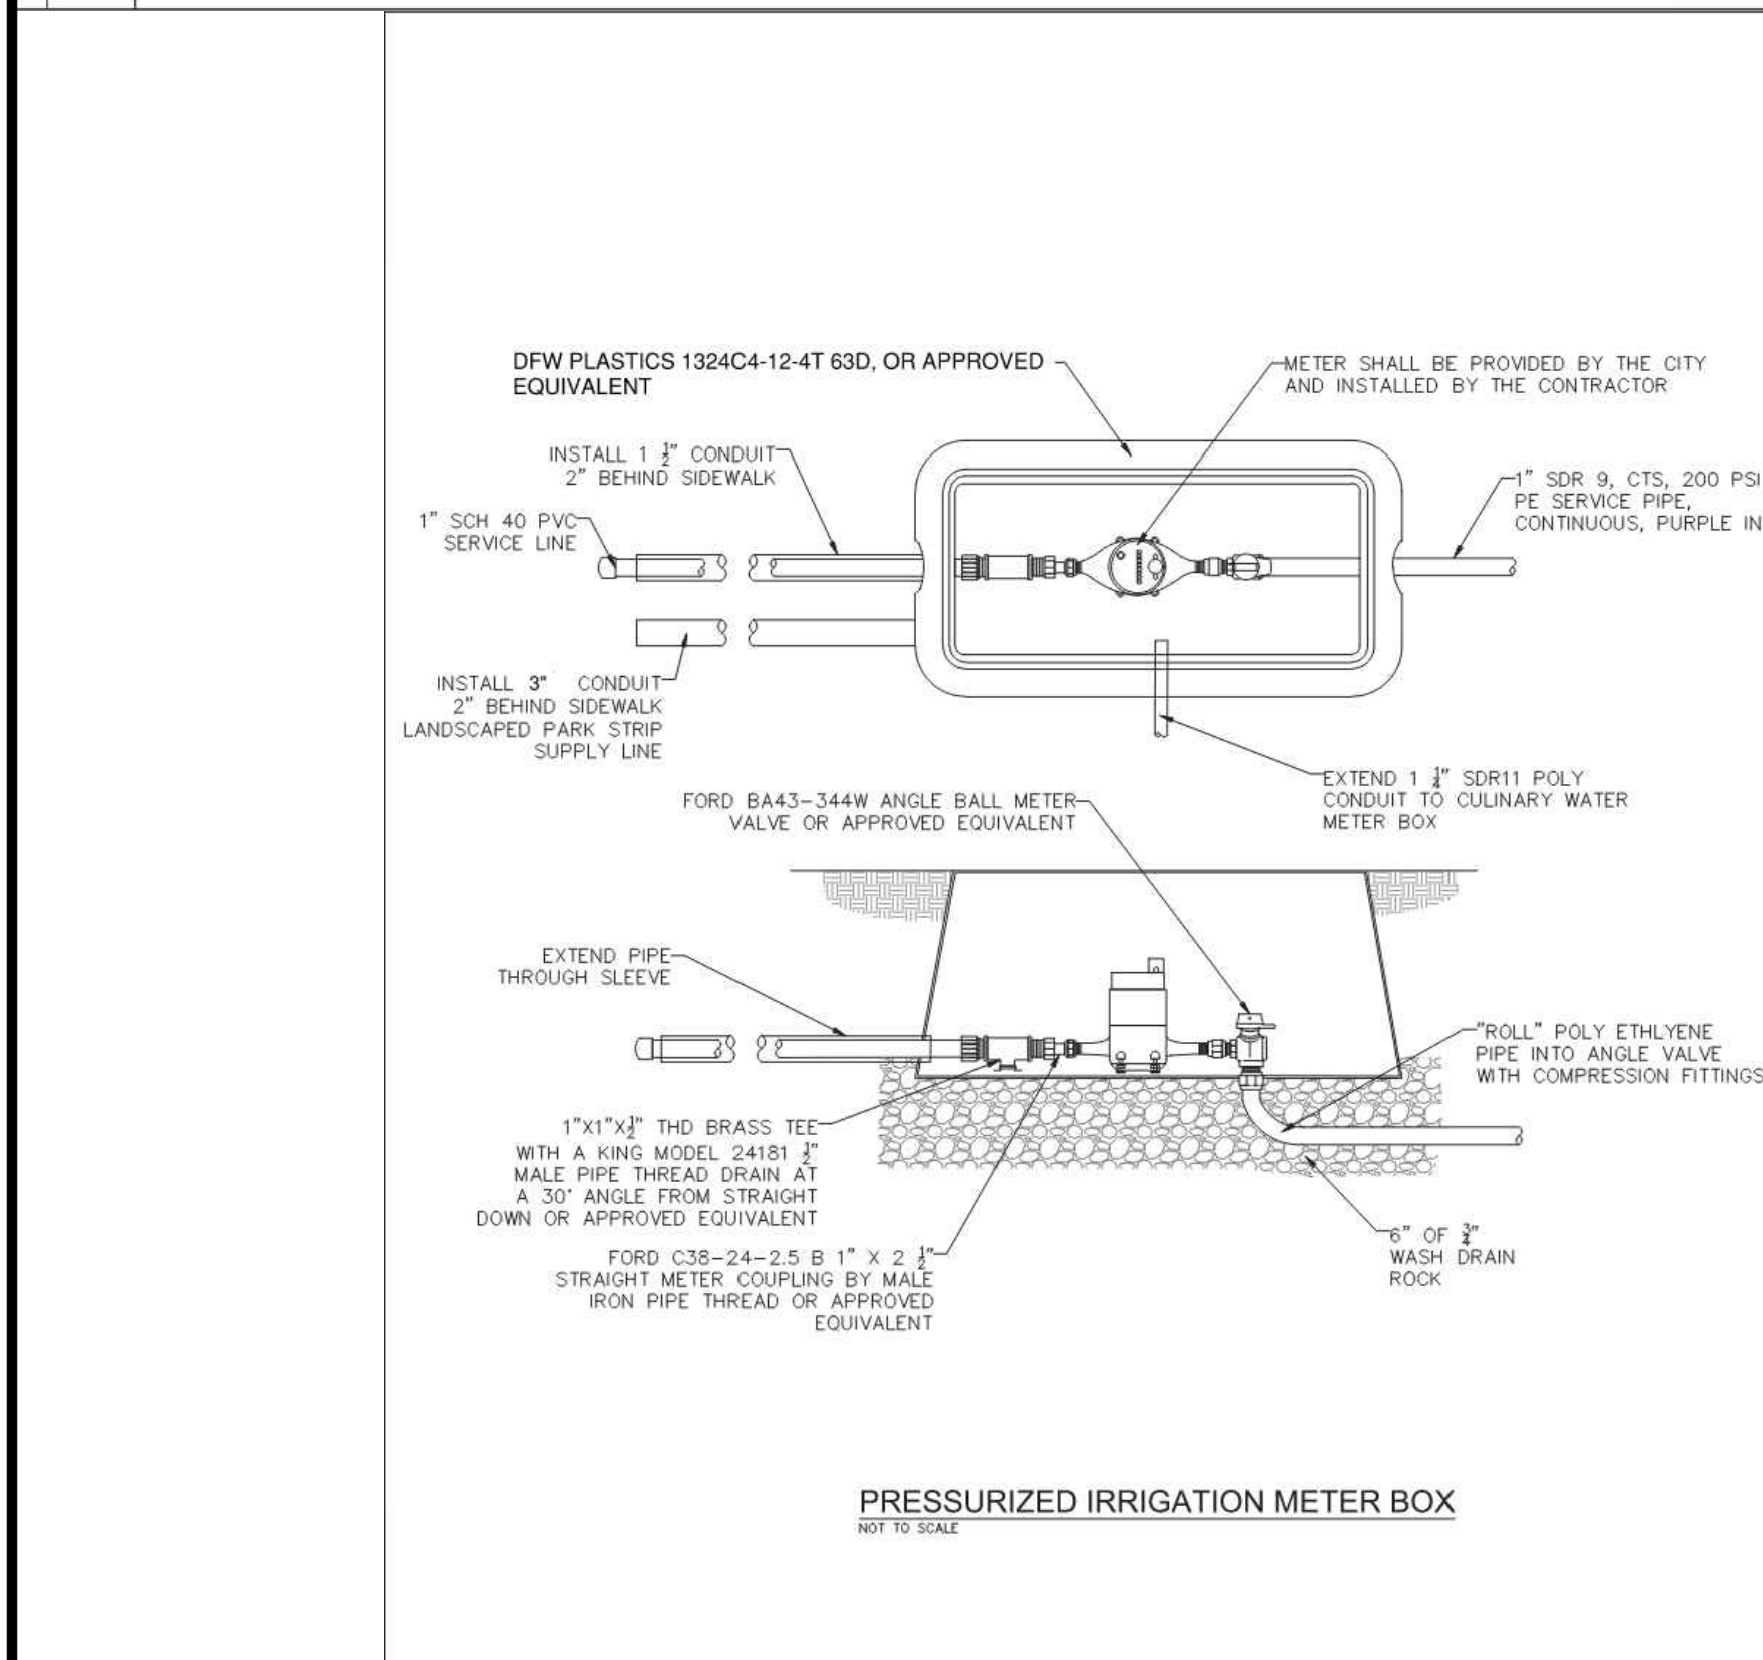 DFW PLASTICS 1324C4-12-4T 63D, OR APPROVED
EQUIVALENT
METER SHALL BE PROVIDED BY THE CITY
AND INSTALLED BY THE CONTRACTOR
INSTALL 1 1/2" CONDUIT
2" BEHIND SIDEWALK
1" SCH 40 PVC
SERVICE LINE
1" SDR 9, CTS, 200 PSI
PE SERVICE PIPE,
CONTINUOUS, PURPLE IN
INSTALL 3" CONDUIT
2" BEHIND SIDEWALK
LANDSCAPED PARK STRIP
SUPPLY LINE
EXTEND 1 1/4" SDR11 POLY
CONDUIT TO CULINARY WATER
METER BOX
FORD BA43-344W ANGLE BALL METER
VALVE OR APPROVED EQUIVALENT
EXTEND PIPE
THROUGH SLEEVE
"ROLL" POLY ETHLYENE
PIPE INTO ANGLE VALVE
WITH COMPRESSION FITTINGS
1"X1"X1/2" THD BRASS TEE
WITH A KING MODEL 24181 1/2"
MALE PIPE THREAD DRAIN AT
A 30° ANGLE FROM STRAIGHT
DOWN OR APPROVED EQUIVALENT
FORD C38-24-2.5 B 1" X 2 1/2"
STRAIGHT METER COUPLING BY MALE
IRON PIPE THREAD OR APPROVED
EQUIVALENT
6" OF 3/4"
WASH DRAIN
ROCK
PRESSURIZED IRRIGATION METER BOX
NOT TO SCALE